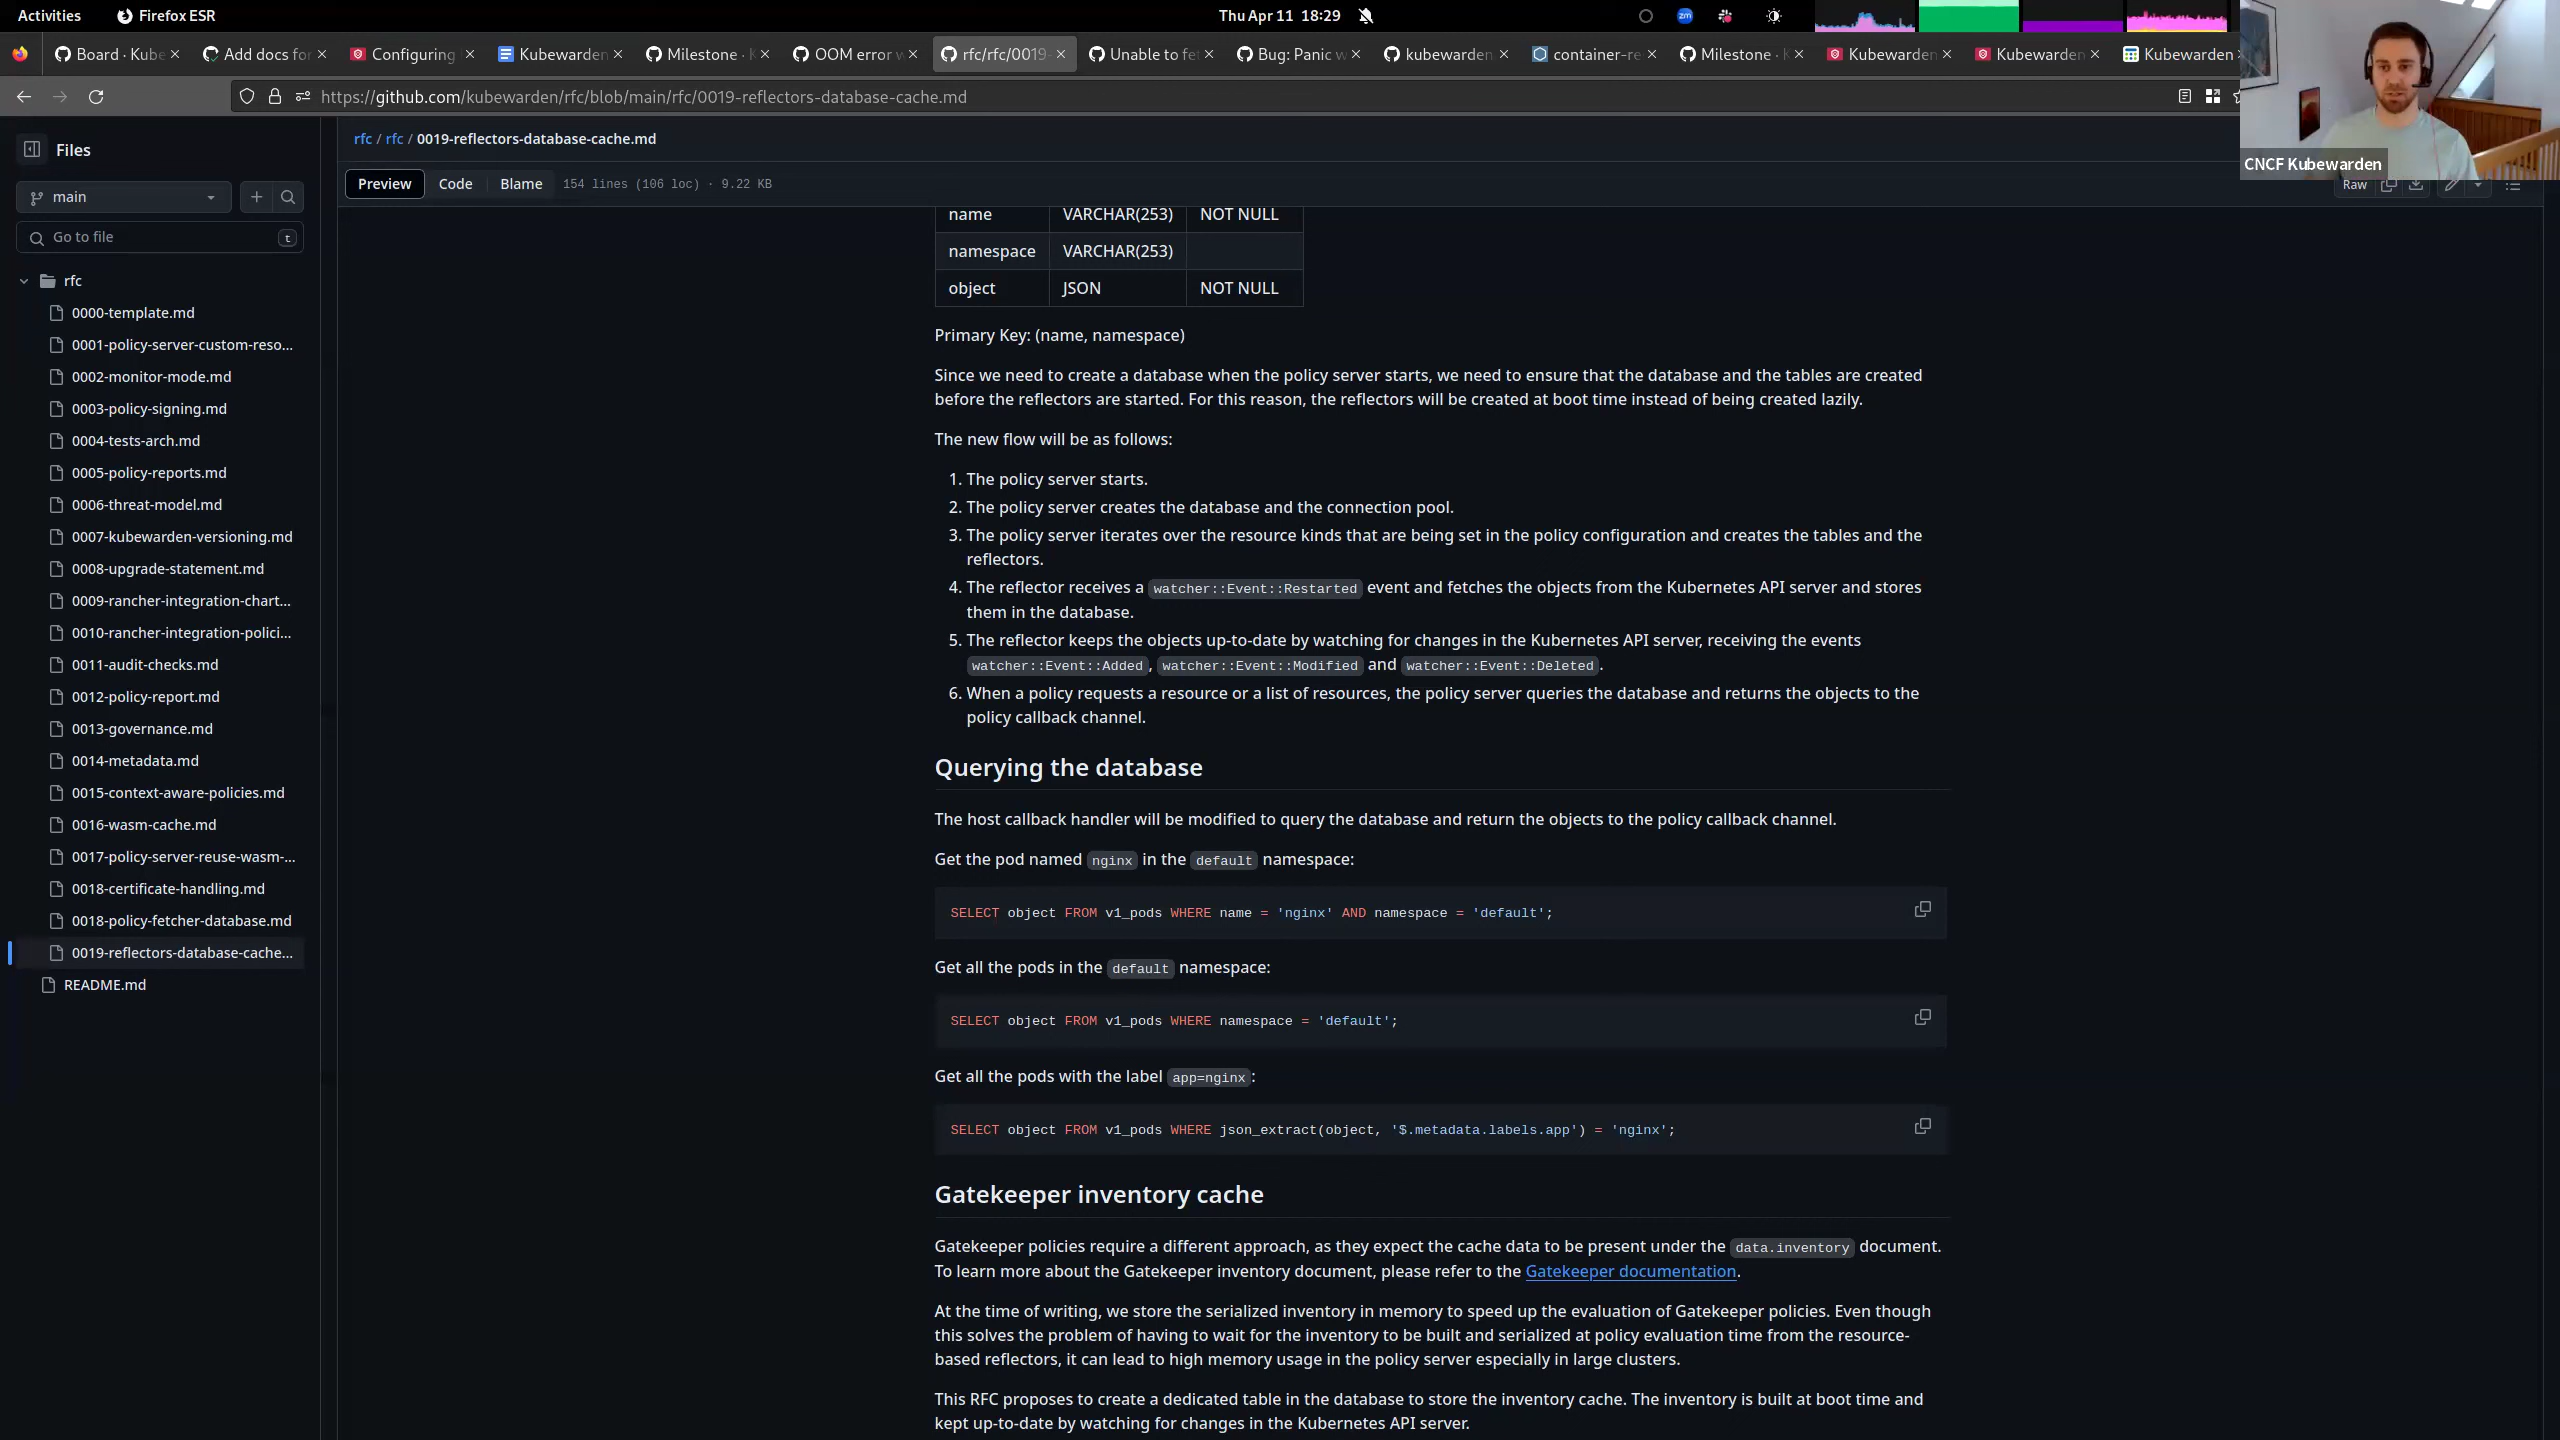 Activities
Firefox ESR
Thu Apr 11 18:29
zm
Board · Kube
Add docs for
Configuring
Kubewarden
Milestone · K
OOM error w
rfc/rfc/0019-
Unable to fe
Bug: Panic w
kubewarden
container-re
Milestone · K
Kubewarden
Kubewarden
Kubewarden
https://github.com/kubewarden/rfc/blob/main/rfc/0019-reflectors-database-cache.md
CNCF Kubewarden
Files
rfc / rfc / 0019-reflectors-database-cache.md
main
Preview
Code
Blame
154 lines (106 loc) · 9.22 KB
Raw
Go to file
t
rfc
0000-template.md
0001-policy-server-custom-reso...
0002-monitor-mode.md
0003-policy-signing.md
0004-tests-arch.md
0005-policy-reports.md
0006-threat-model.md
0007-kubewarden-versioning.md
0008-upgrade-statement.md
0009-rancher-integration-chart...
0010-rancher-integration-polici...
0011-audit-checks.md
0012-policy-report.md
0013-governance.md
0014-metadata.md
0015-context-aware-policies.md
0016-wasm-cache.md
0017-policy-server-reuse-wasm-...
0018-certificate-handling.md
0018-policy-fetcher-database.md
0019-reflectors-database-cache...
README.md
name VARCHAR(253) NOT NULL
namespace VARCHAR(253)
object JSON NOT NULL
Primary Key: (name, namespace)
Since we need to create a database when the policy server starts, we need to ensure that the database and the tables are created
before the reflectors are started. For this reason, the reflectors will be created at boot time instead of being created lazily.
The new flow will be as follows:
1. The policy server starts.
2. The policy server creates the database and the connection pool.
3. The policy server iterates over the resource kinds that are being set in the policy configuration and creates the tables and the
reflectors.
4. The reflector receives a watcher::Event::Restarted event and fetches the objects from the Kubernetes API server and stores
them in the database.
5. The reflector keeps the objects up-to-date by watching for changes in the Kubernetes API server, receiving the events
watcher::Event::Added, watcher::Event::Modified and watcher::Event::Deleted.
6. When a policy requests a resource or a list of resources, the policy server queries the database and returns the objects to the
policy callback channel.
Querying the database
The host callback handler will be modified to query the database and return the objects to the policy callback channel.
Get the pod named nginx in the default namespace:
SELECT object FROM v1_pods WHERE name = 'nginx' AND namespace = 'default';
Get all the pods in the default namespace:
SELECT object FROM v1_pods WHERE namespace = 'default';
Get all the pods with the label app=nginx:
SELECT object FROM v1_pods WHERE json_extract(object, '$.metadata.labels.app') = 'nginx';
Gatekeeper inventory cache
Gatekeeper policies require a different approach, as they expect the cache data to be present under the data.inventory document.
To learn more about the Gatekeeper inventory document, please refer to the Gatekeeper documentation.
At the time of writing, we store the serialized inventory in memory to speed up the evaluation of Gatekeeper policies. Even though
this solves the problem of having to wait for the inventory to be built and serialized at policy evaluation time from the resource-
based reflectors, it can lead to high memory usage in the policy server especially in large clusters.
This RFC proposes to create a dedicated table in the database to store the inventory cache. The inventory is built at boot time and
kept up-to-date by watching for changes in the Kubernetes API server.